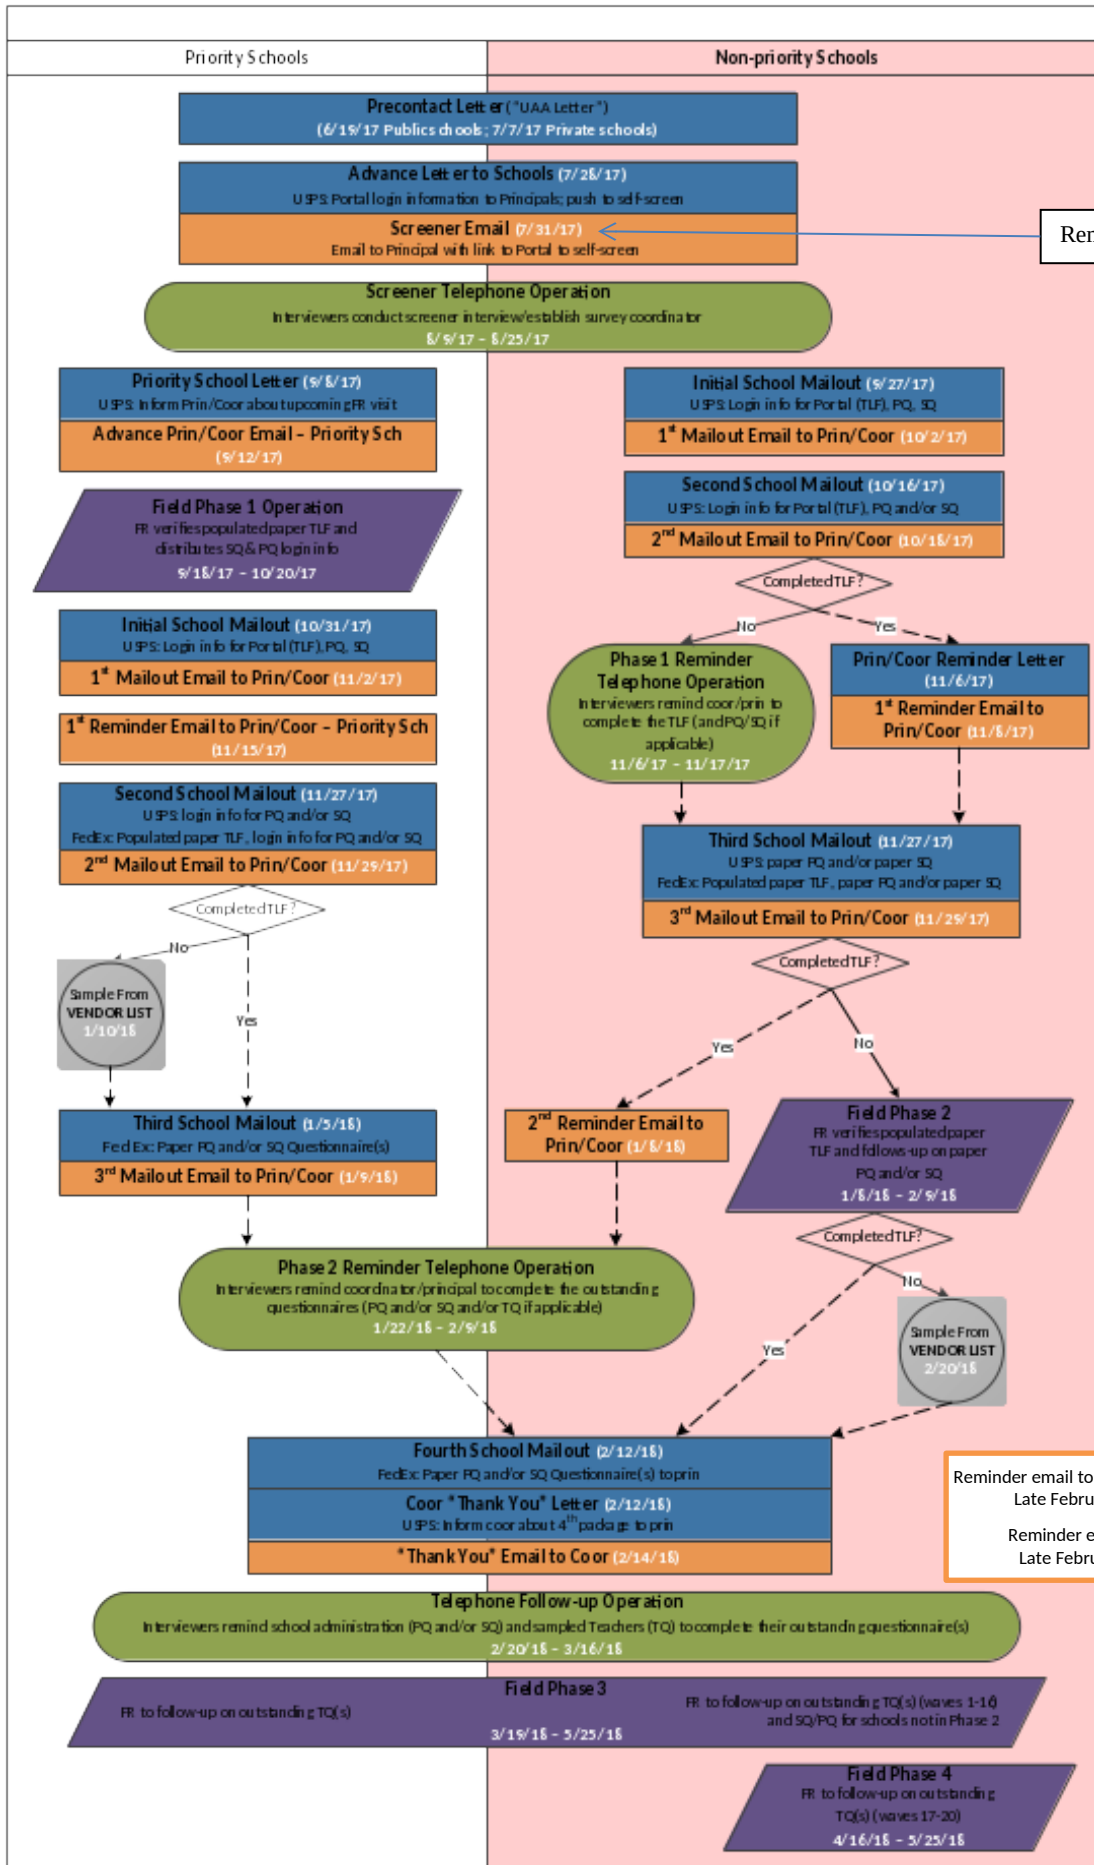 Priority Schools
Non-priority Schools
Precontact Letter ("UAA Letter")
(6/19/17 Public schools; 7/7/17 Private schools)
Advance Letter to Schools (7/28/17)
USPS: Portal login information to Principals; push to self-screen
Screener Email (7/31/17)
Email to Principal with link to Portal to self-screen
Ren
Screener Telephone Operation
Interviewers conduct screener interview/establish survey coordinator
8/9/17 – 8/25/17
Priority School Letter (9/8/17)
USPS: Inform Prin/Coor about upcoming FR visit
Advance Prin/Coor Email – Priority Sch
(9/12/17)
Field Phase 1 Operation
FR verifies populated paper TLF and
distributes SQ & PQ login info
9/18/17 – 10/20/17
Initial School Mailout (10/31/17)
USPS: Login info for Portal (TLF), PQ, SQ
1st Mailout Email to Prin/Coor (11/2/17)
1st Reminder Email to Prin/Coor – Priority Sch
(11/15/17)
Second School Mailout (11/27/17)
USPS: login info for PQ and/or SQ
FedEx: Populated paper TLF, login info for PQ and/or SQ
2nd Mailout Email to Prin/Coor (11/29/17)
Completed TLF?
No
Yes
Sample From
VENDOR LIST
1/10/18
Third School Mailout (1/5/18)
Fed Ex: Paper PQ and/or SQ Questionnaire(s)
3rd Mailout Email to Prin/Coor (1/9/18)
Initial School Mailout (9/27/17)
USPS: Login info for Portal (TLF), PQ, SQ
1st Mailout Email to Prin/Coor (10/2/17)
Second School Mailout (10/16/17)
USPS: Login info for Portal (TLF), PQ and/or SQ
2nd Mailout Email to Prin/Coor (10/18/17)
Completed TLF?
No
Yes
Phase 1 Reminder
Telephone Operation
Interviewers remind coor/prin to
complete the TLF (and PQ/SQ if
applicable)
11/6/17 – 11/17/17
Prin/Coor Reminder Letter
(11/6/17)
1st Reminder Email to
Prin/Coor (11/8/17)
Third School Mailout (11/27/17)
USPS: paper PQ and/or paper SQ
FedEx: Populated paper TLF, paper PQ and/or paper SQ
3rd Mailout Email to Prin/Coor (11/29/17)
Completed TLF?
Yes
No
2nd Reminder Email to
Prin/Coor (1/8/18)
Field Phase 2
FR verifies populated paper
TLF and follows-up on paper
PQ and/or SQ
1/8/18 – 2/9/18
Completed TLF?
No
Yes
Sample From
VENDOR LIST
2/20/18
Phase 2 Reminder Telephone Operation
Interviewers remind coordinator/principal to complete the outstanding
questionnaires (PQ and/or SQ and/or TQ if applicable)
1/22/18 – 2/9/18
Fourth School Mailout (2/12/18)
FedEx: Paper PQ and/or SQ Questionnaire(s) to prin
Coor *Thank You* Letter (2/12/18)
USPS: Inform coor about 4th package to prin
*Thank You* Email to Coor (2/14/18)
Reminder email to
Late Febru
Reminder e
Late Febru
Telephone Follow-up Operation
Interviewers remind school administration (PQ and/or SQ) and sampled Teachers (TQ) to complete their outstanding questionnaire(s)
2/20/18 – 3/16/18
Field Phase 3
FR to follow-up on outstanding TQ(s)
FR to follow-up on outstanding TQ(s) (waves 1-16)
and SQ/PQ for schools not in Phase 2
3/19/18 – 5/25/18
Field Phase 4
FR to follow-up on outstanding
TQ(s) (waves 17-20)
4/16/18 – 5/25/18